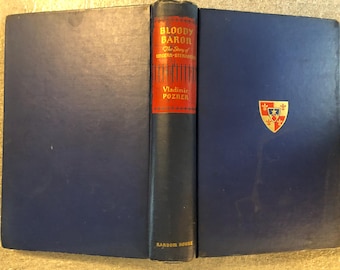 BLOODY
BARON
The Story of
UNGERN-STERNBERG
Vladimir
POZNER
RANDOM HOUSE